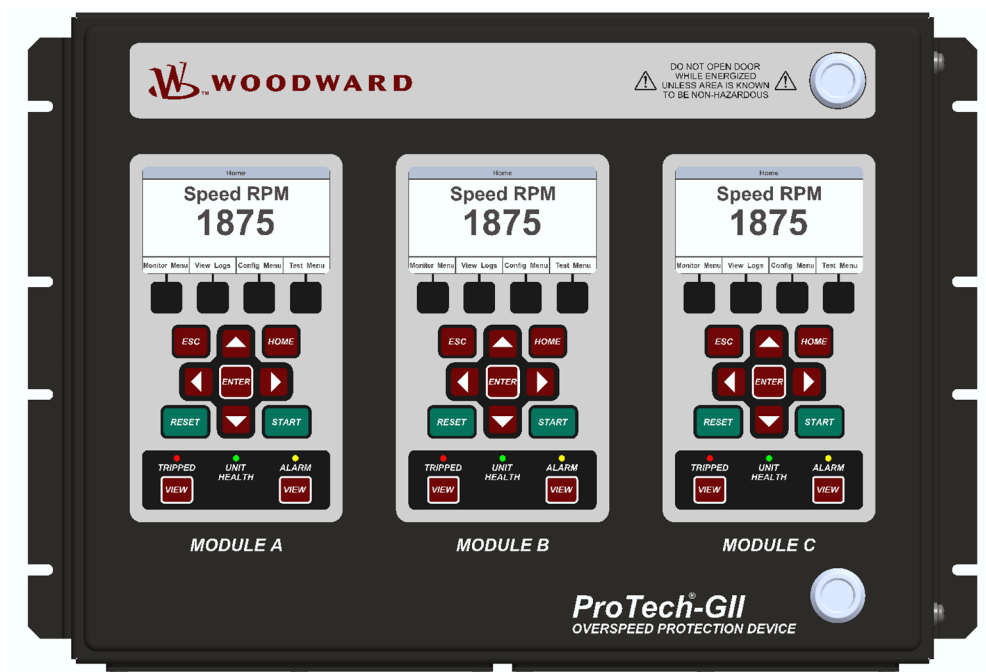 WOODWARD
DO NOT OPEN DOOR
WHILE ENERGIZED
UNLESS AREA IS KNOWN
TO BE NON-HAZARDOUS
Home
Speed RPM
1875
Monitor Menu View Logs Config Menu Test Menu
ESC HOME
ENTER
RESET START
TRIPPED UNIT HEALTH ALARM
VIEW VIEW
MODULE A
Home
Speed RPM
1875
Monitor Menu View Logs Config Menu Test Menu
ESC HOME
ENTER
RESET START
TRIPPED UNIT HEALTH ALARM
VIEW VIEW
MODULE B
Home
Speed RPM
1875
Monitor Menu View Logs Config Menu Test Menu
ESC HOME
ENTER
RESET START
TRIPPED UNIT HEALTH ALARM
VIEW VIEW
MODULE C
ProTech®-GII
OVERSPEED PROTECTION DEVICE